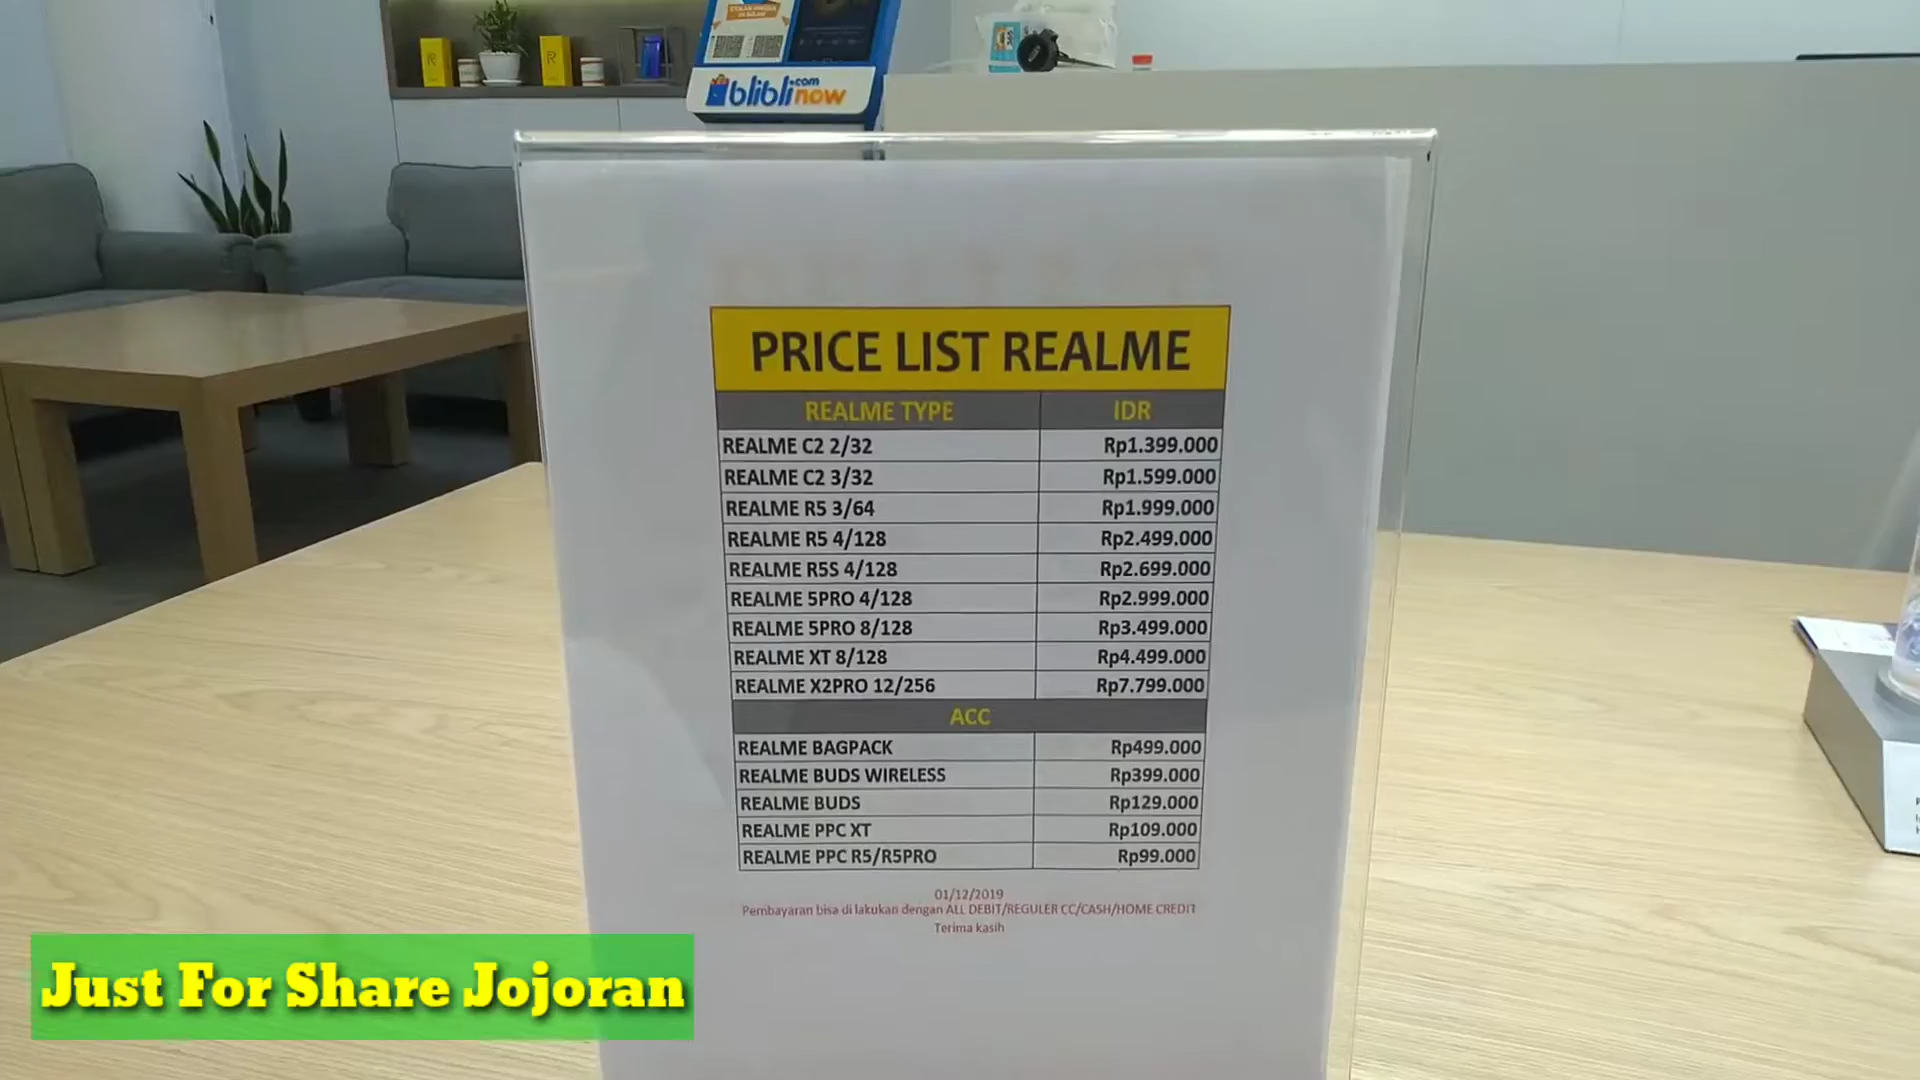 blibli.com now
PRICE LIST REALME
REALME TYPE IDR
REALME C2 2/32 Rp1.399.000
REALME C2 3/32 Rp1.599.000
REALME R5 3/64 Rp1.999.000
REALME R5 4/128 Rp2.499.000
REALME R5S 4/128 Rp2.699.000
REALME 5PRO 4/128 Rp2.999.000
REALME 5PRO 8/128 Rp3.499.000
REALME XT 8/128 Rp4.499.000
REALME X2PRO 12/256 Rp7.799.000
ACC
REALME BAGPACK Rp499.000
REALME BUDS WIRELESS Rp399.000
REALME BUDS Rp129.000
REALME PPC XT Rp109.000
REALME PPC R5/R5PRO Rp99.000
01/12/2019
Pembayaran bisa di lakukan dengan ALL DEBIT/REGULER CC/CASH/HOME CREDIT
Terima kasih
Just For Share Jojoran